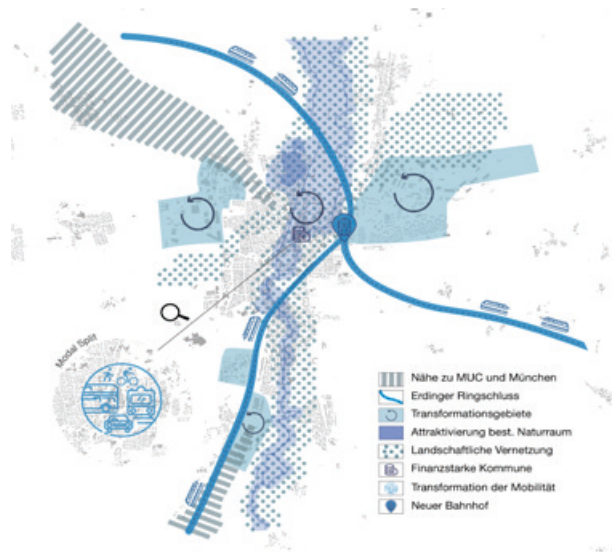 Modal Split
Nähe zu MUC und München
Erdinger Ringschluss
Transformationsgebiete
Attraktivierung best. Naturraum
Landschaftliche Vernetzung
Finanzstarke Kommune
Transformation der Mobilität
Neuer Bahnhof